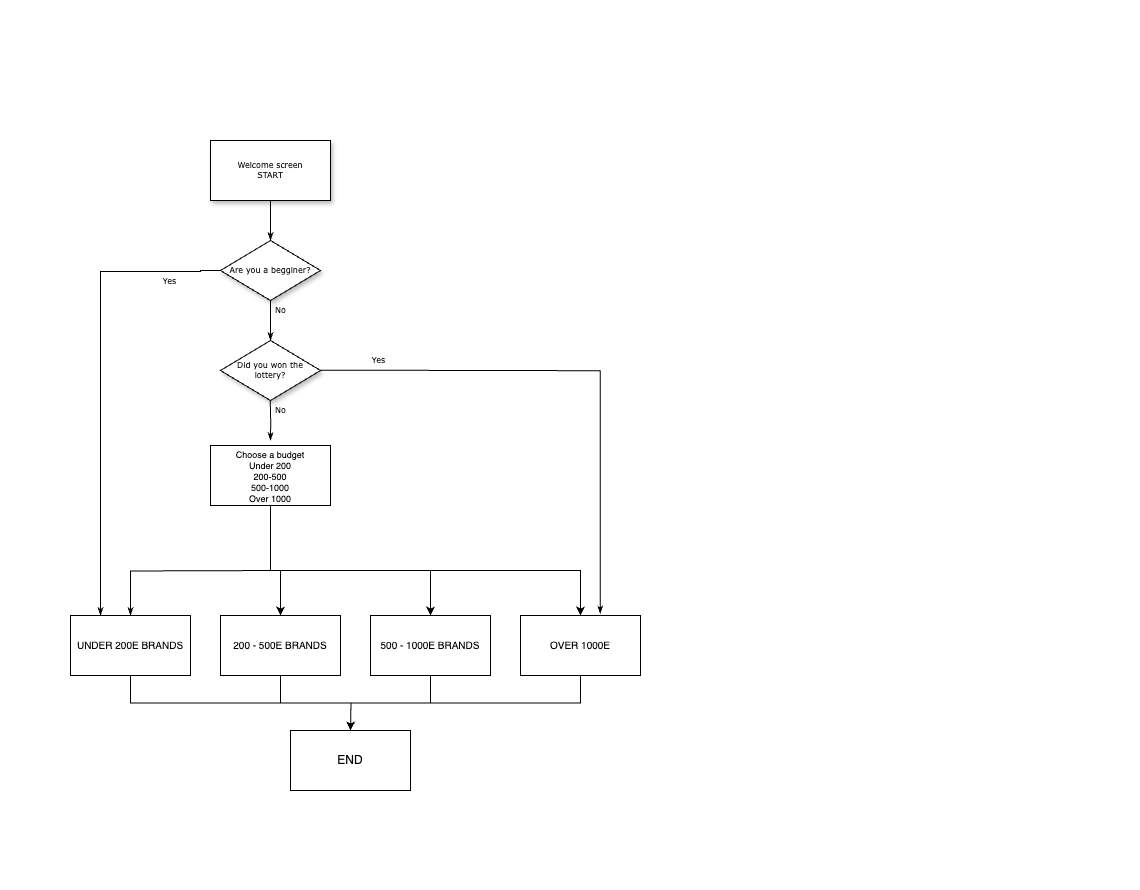 Welcome screen
START
Are you a begginer?
Yes
No
Did you won the
lottery?
Yes
No
Choose a budget
Under 200
200-500
500-1000
Over 1000
UNDER 200E BRANDS
200 - 500E BRANDS
500 - 1000E BRANDS
OVER 1000E
END